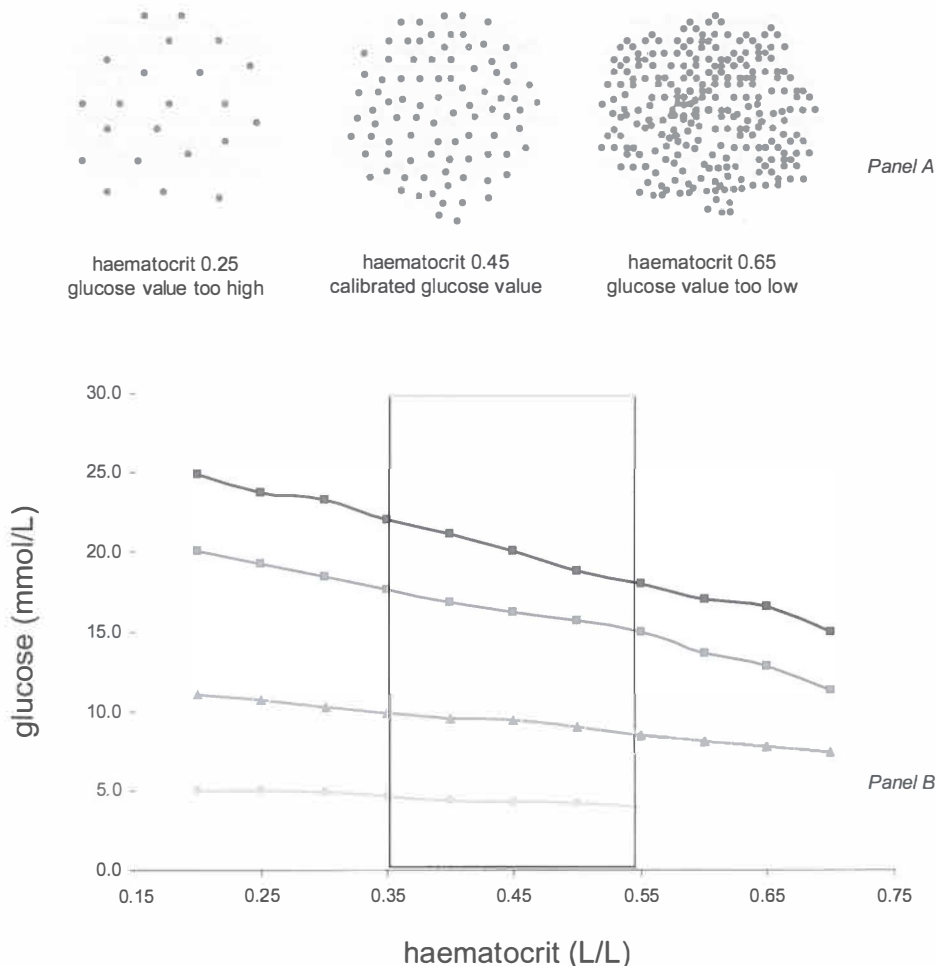 Panel A
haematocrit 0.25
glucose value too high
haematocrit 0.45
calibrated glucose value
haematocrit 0.65
glucose value too low
30.0
25.0
20.0
15.0
10.0
5.0
0.0
glucose (mmol/L)
Panel B
0.15 0.25 0.35 0.45 0.55 0.65 0.75
haematocrit (L/L)